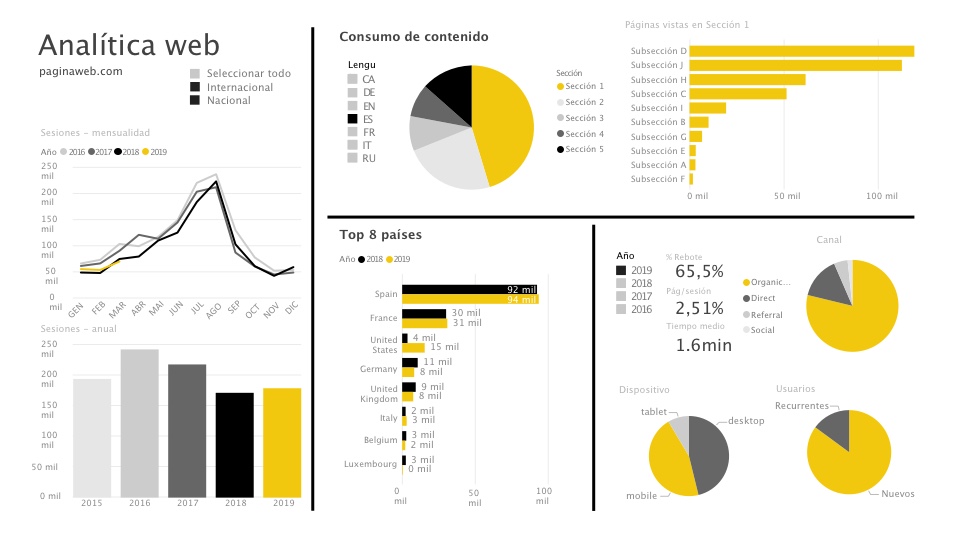 Analítica web
paginaweb.com
Seleccionar todo
Internacional
Nacional
Sesiones – mensualidad
Año 2016 2017 2018 2019
250
mil
200
mil
150
mil
100
mil
50
mil
0
mil
GEN FEB MAR ABR MAI JUN JUL AGO SEP OCT NOV DIC
Sesiones – anual
250
mil
200
mil
150
mil
100
mil
50 mil
0 mil
2015 2016 2017 2018 2019
Consumo de contenido
Lengu
CA
DE
EN
ES
FR
IT
RU
Sección
Sección 1
Sección 2
Sección 3
Sección 4
Sección 5
Páginas vistas en Sección 1
Subsección D
Subsección J
Subsección H
Subsección C
Subsección I
Subsección B
Subsección G
Subsección E
Subsección A
Subsección F
0 mil 50 mil 100 mil
Top 8 países
Año 2018 2019
Spain 92 mil
94 mil
France 30 mil
31 mil
United
States
4 mil
15 mil
Germany 11 mil
8 mil
United
Kingdom
9 mil
8 mil
Italy 2 mil
3 mil
Belgium 3 mil
2 mil
Luxembourg 3 mil
0 mil
0
mil
50
mil
100
mil
Año
2019
2018
2017
2016
% Rebote
65,5%
Pág/sesión
2,51%
Tiempo medio
1.6min
Canal
Organic...
Direct
Referral
Social
Dispositivo
tablet
desktop
mobile
Usuarios
Recurrentes
Nuevos